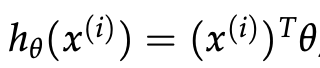 h_θ(x^{(i)}) = (x^{(i)})^T θ,